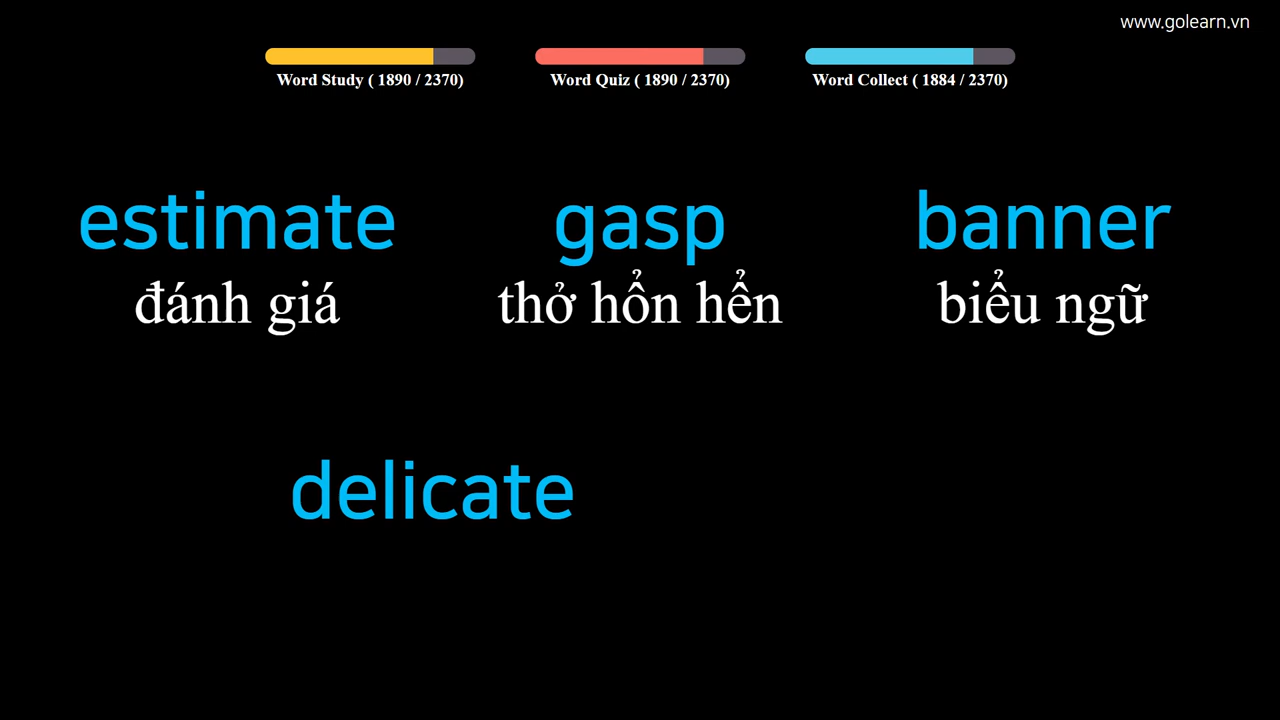 www.golearn.vn
Word Study ( 1890 / 2370)
Word Quiz ( 1890 / 2370)
Word Collect ( 1884 / 2370)
estimate
đánh giá
gasp
thở hổn hển
banner
biểu ngữ
delicate